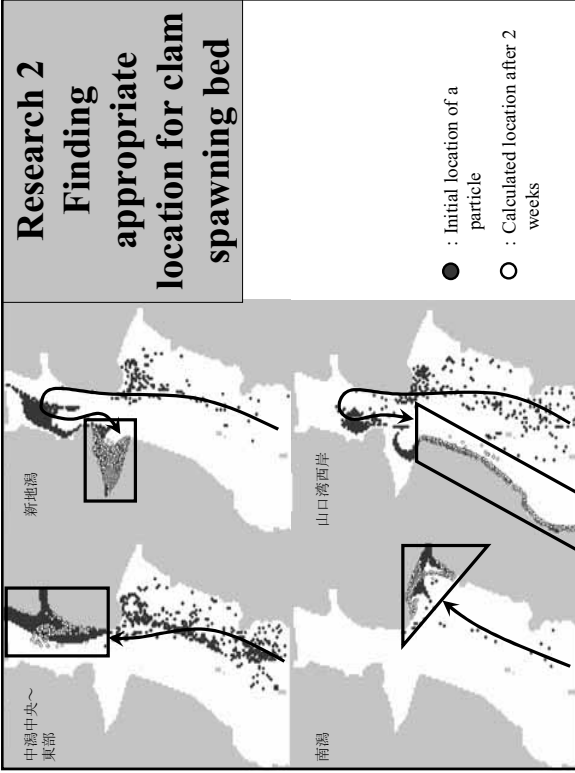 Research 2
Finding
appropriate
location for clam
spawning bed
中潟中央～
東部
新地潟
南潟
山口湾西岸
: Initial location of a
particle
: Calculated location after 2
weeks